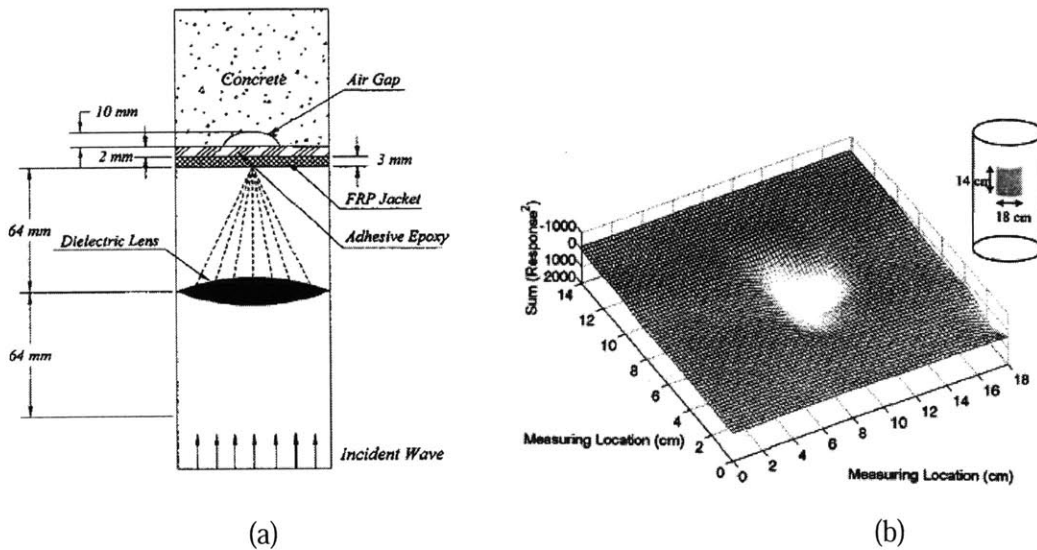 Concrete
Air Gap
10 mm
2 mm
3 mm
FRP Jacket
Adhesive Epoxy
64 mm
Dielectric Lens
64 mm
Incident Wave
(a)
14 cm
18 cm
Sum (Response²)
-1000
0
1000
2000
14
12
10
8
6
4
2
0
0
2
4
6
8
10
12
14
16
18
Measuring Location (cm)
Measuring Location (cm)
(b)